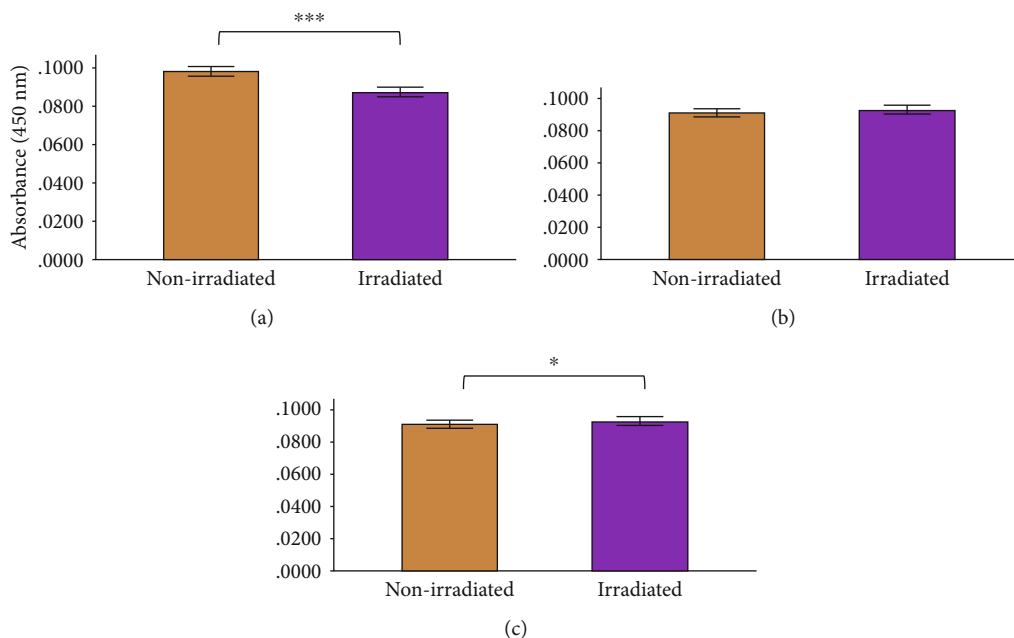 ***
Absorbance (450 nm)
.1000
.0800
.0600
.0400
.0200
.0000
Non-irradiated Irradiated
(a)
.1000
.0800
.0600
.0400
.0200
.0000
Non-irradiated Irradiated
(b)
*
.1000
.0800
.0600
.0400
.0200
.0000
Non-irradiated Irradiated
(c)